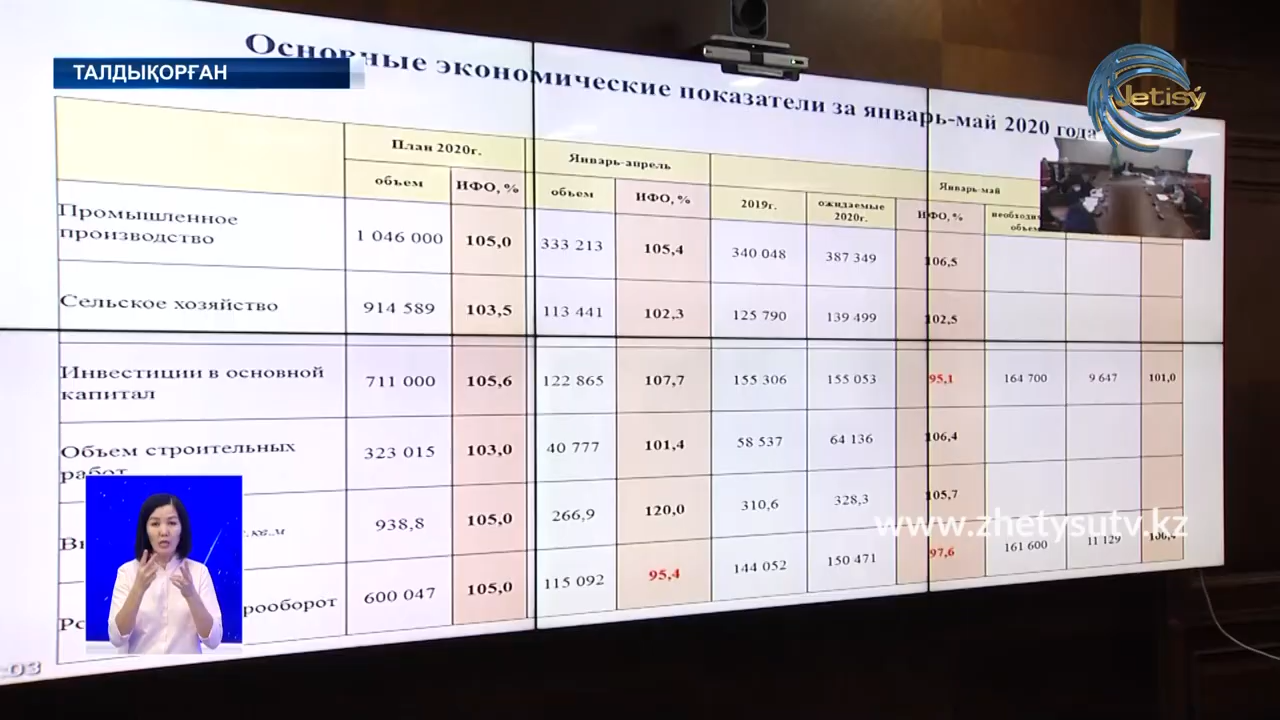 ТАЛДЫҚОРҒАН
Jetisý
Основные экономические показатели за январь-май 2020 года
План 2020г. Январь-апрель Январь-май
объем ИФО, % объем ИФО, % 2019г. ожидаемые 2020г. ИФО, % объем
Промышленное
производство 1 046 000 105,0 333 213 105,4 340 048 387 349 106,5
Сельское хозяйство 914 589 103,5 113 441 102,3 125 790 139 499 102,5
Инвестиции в основной
капитал 711 000 105,6 122 865 107,7 155 306 155 053 95,1 164 700 9 647 101,0
Объем строительных
работ 323 015 103,0 40 777 101,4 58 537 64 136 106,4
938,8 105,0 266,9 120,0 310,6 328,3 105,7
600 047 105,0 115 092 95,4 144 052 150 471 97,6 161 600 11 129
www.zhetysutv.kz
:03